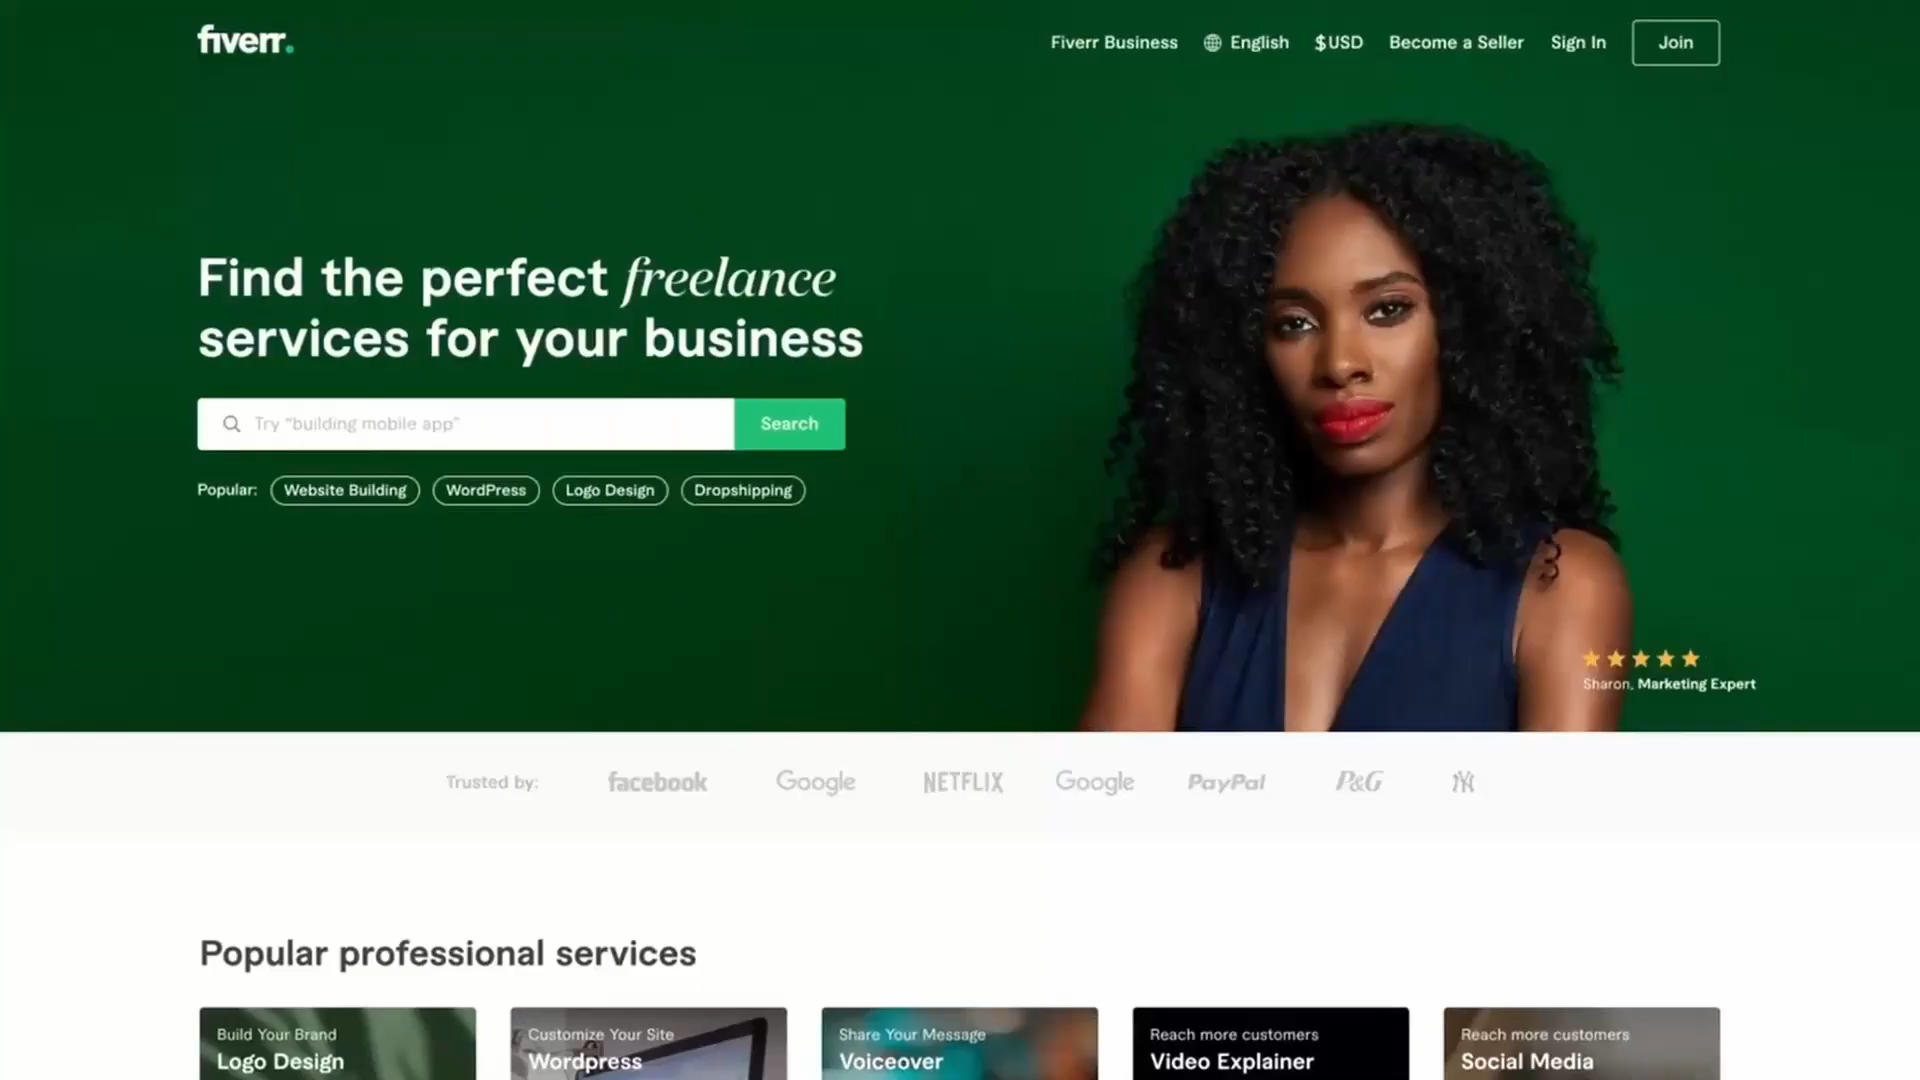 fiverr.
Fiverr Business English $USD Become a Seller Sign In Join
Find the perfect freelance
services for your business
Try "building mobile app" Search
Popular: Website Building WordPress Logo Design Dropshipping
Sharon, Marketing Expert
Trusted by: facebook Google NETFLIX Google PayPal P&G NY
Popular professional services
Build Your Brand
Logo Design
Customize Your Site
Wordpress
Share Your Message
Voiceover
Reach more customers
Video Explainer
Reach more customers
Social Media